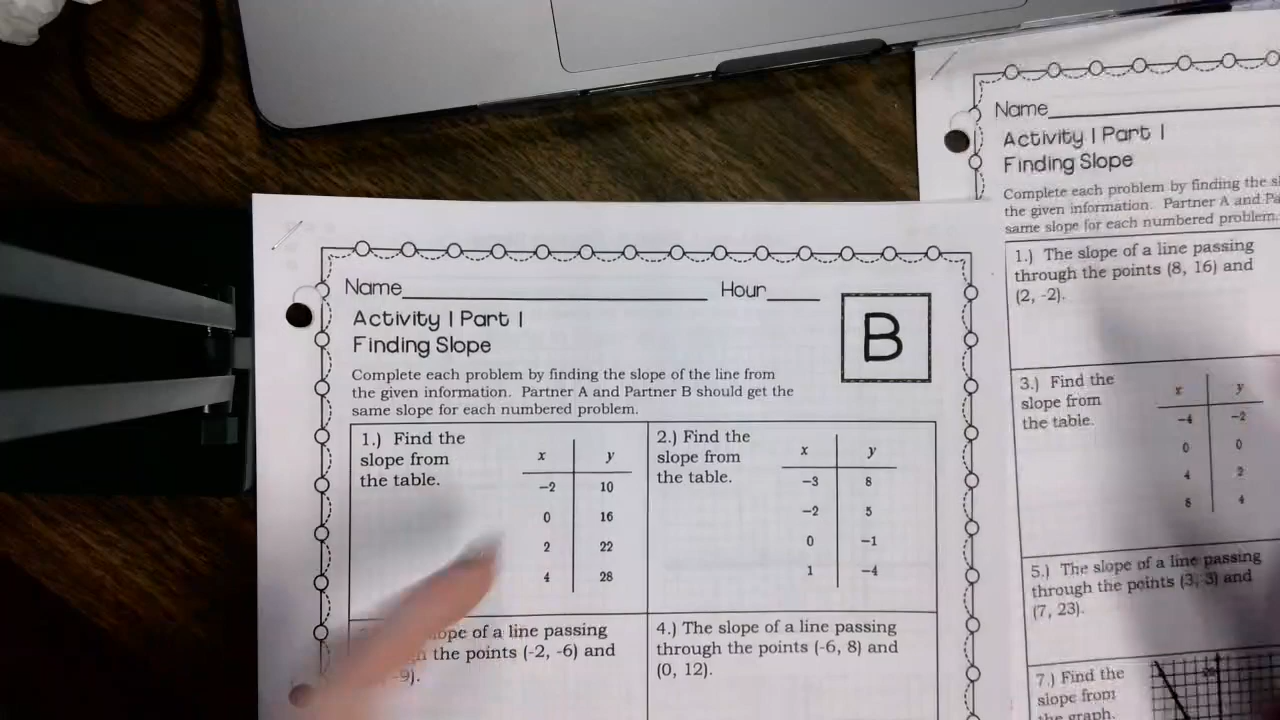 Name Hour
Activity 1 Part 1
Finding Slope
B
Complete each problem by finding the slope of the line from
the given information. Partner A and Partner B should get the
same slope for each numbered problem.
1.) Find the
slope from
the table.
x y
-2 10
0 16
2 22
4 28
2.) Find the
slope from
the table.
x y
-3 8
-2 5
0 -1
1 -4
slope of a line passing
the points (-2, -6) and
-9).
4.) The slope of a line passing
through the points (-6, 8) and
(0, 12).
Name
Activity 1 Part 1
Finding Slope
Complete each problem by finding the
the given information. Partner A and
same slope for each numbered problem.
1.) The slope of a line passing
through the points (8, 16) and
(2, -2).
3.) Find the
slope from
the table.
x y
-4 -2
0 0
4 2
8 4
5.) The slope of a line passing
through the points (3, 3) and
(7, 23).
7.) Find the
slope from
the graph.